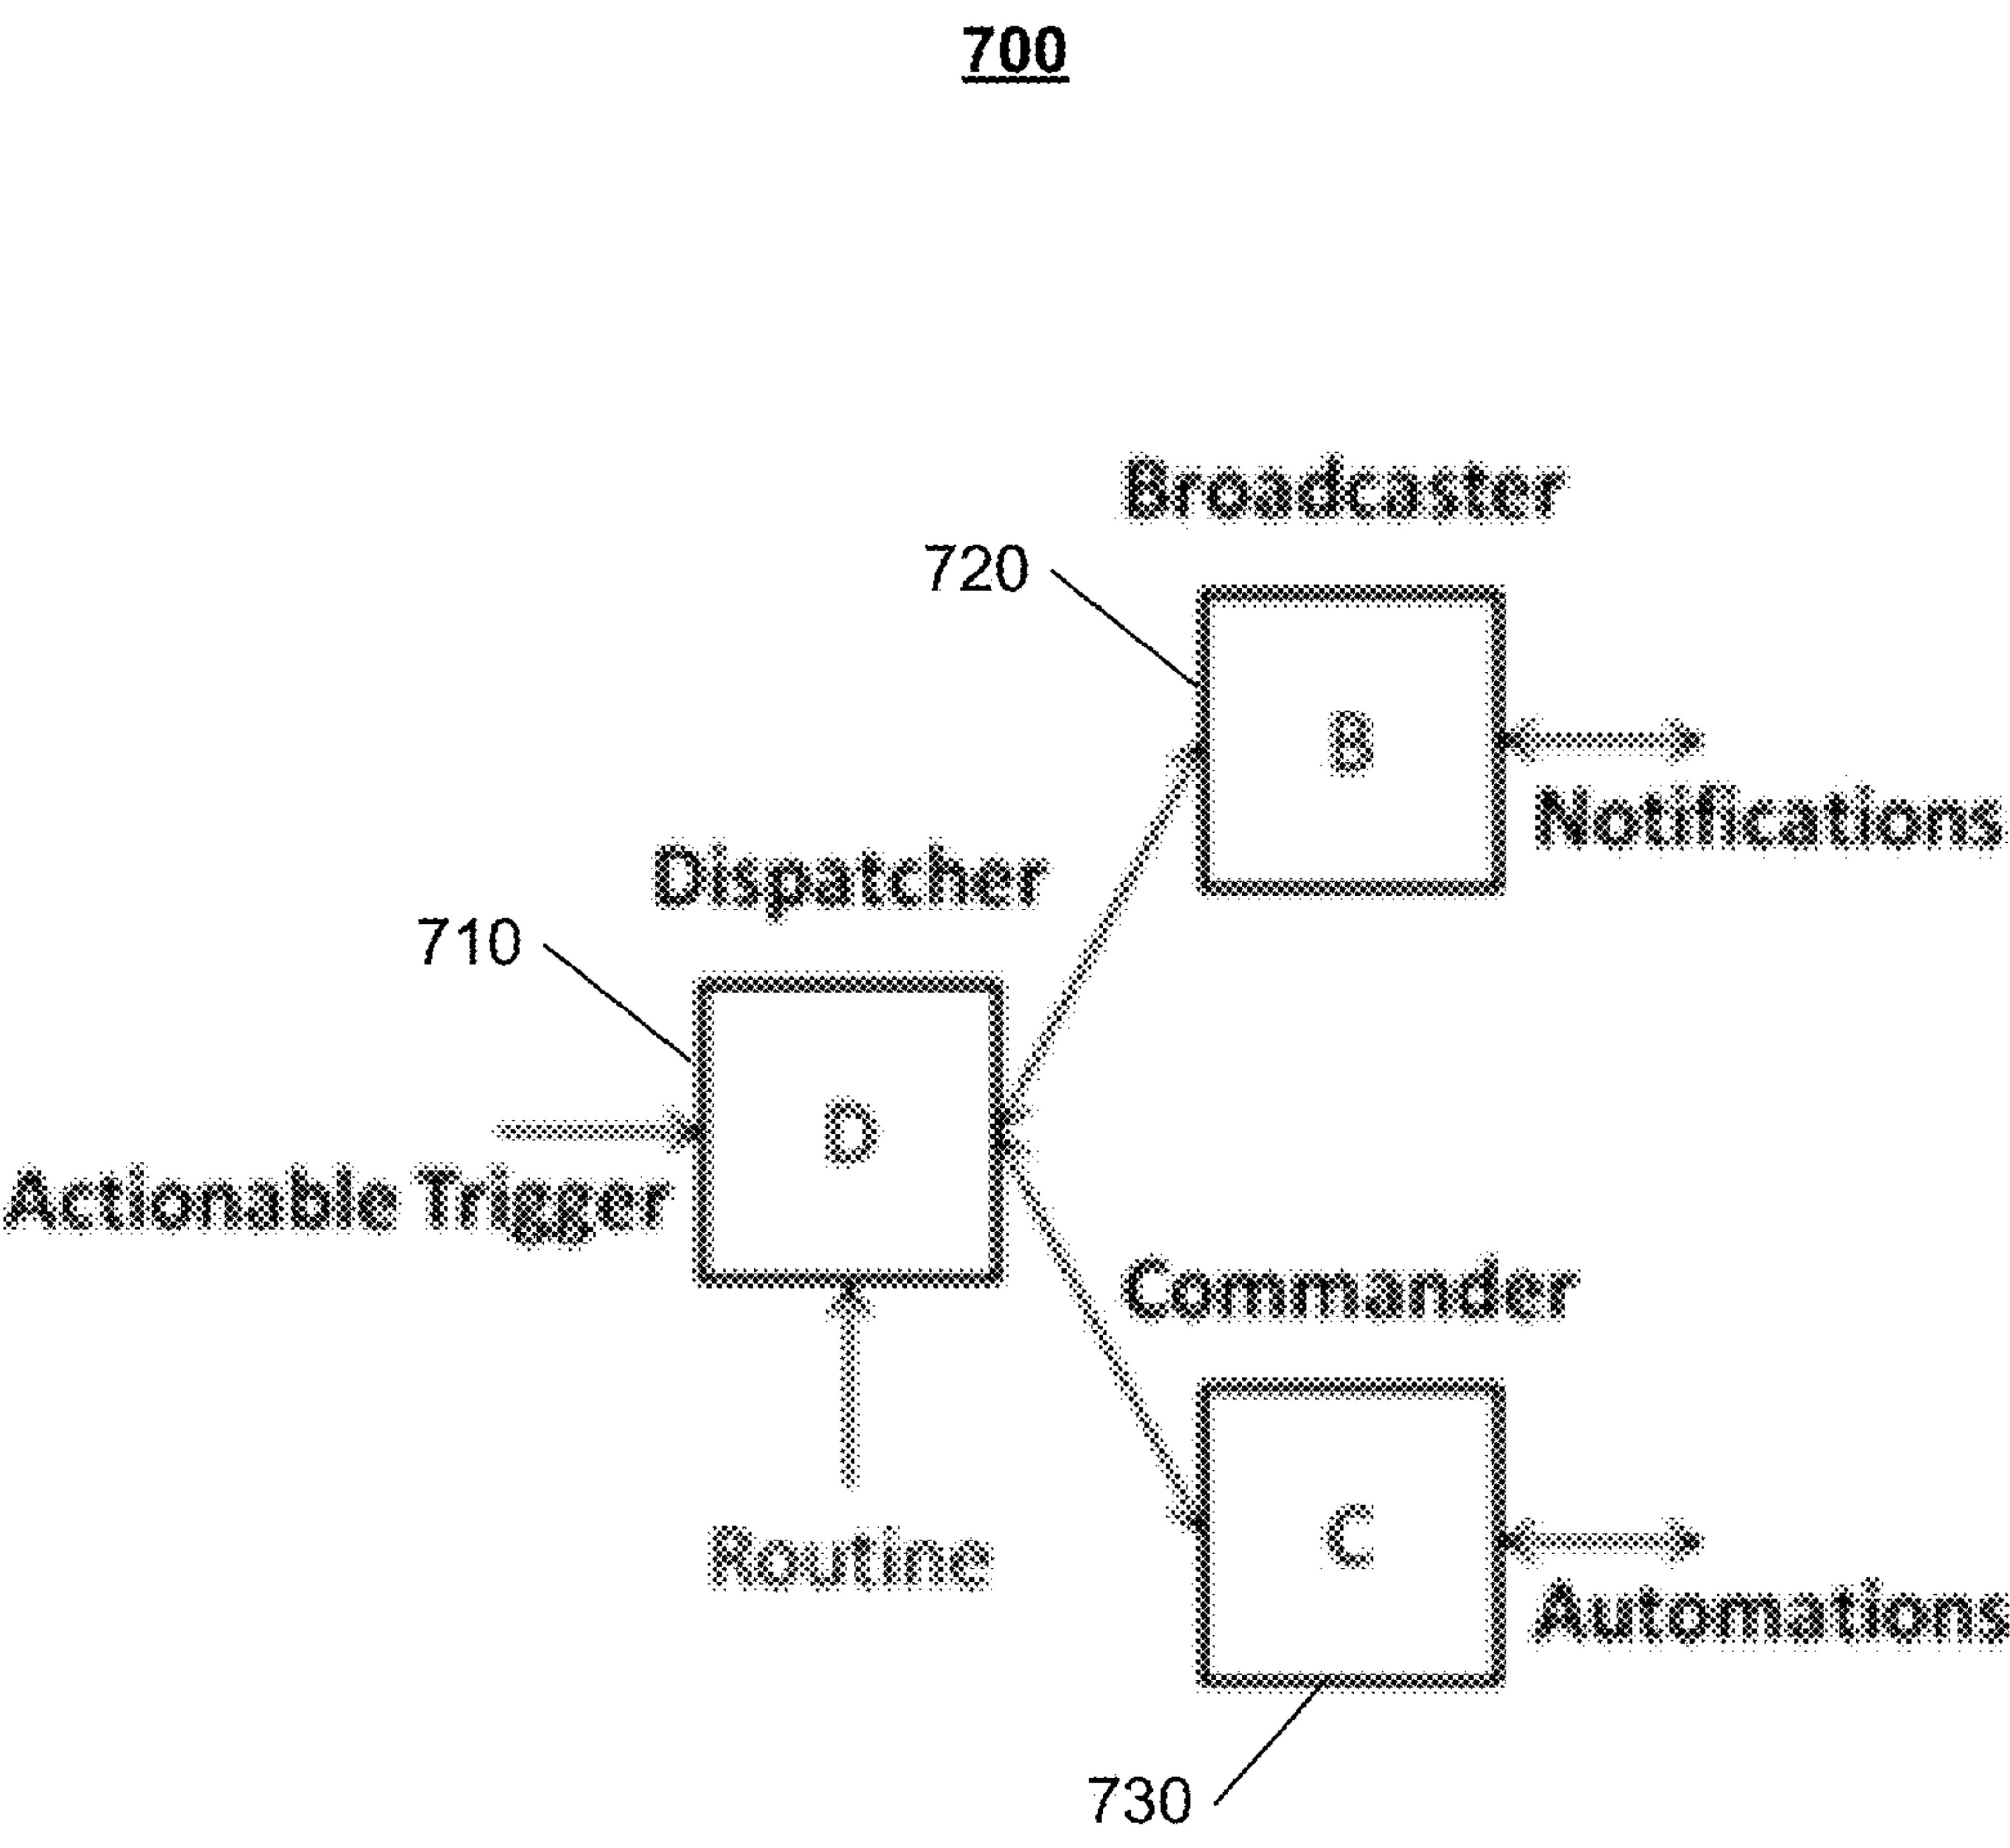 700
Broadcaster
720
B
Notifications
Dispatcher
710
D
Actionable Trigger
Commander
Routine
C
Automations
730